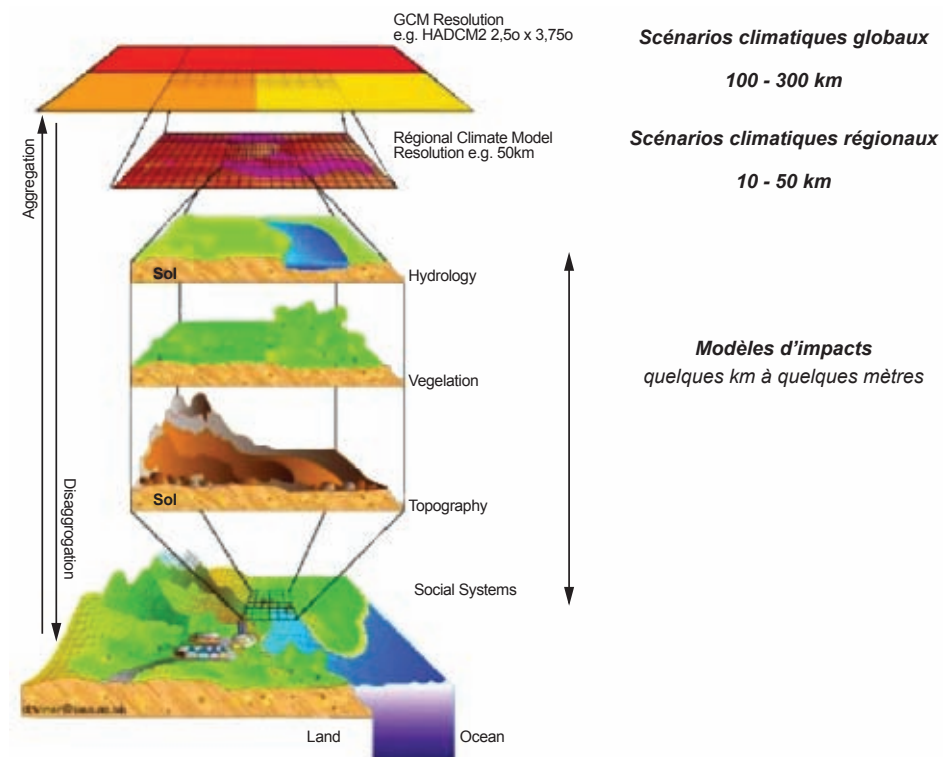 GCM Resolution
e.g. HADCM2 2,5o x 3,75o
Scénarios climatiques globaux
100 - 300 km
Régional Climate Model
Resolution e.g. 50km
Scénarios climatiques régionaux
10 - 50 km
Aggregation
Sol
Hydrology
Modèles d'impacts
quelques km à quelques mètres
Vegelation
Sol
Topography
Disaggrogation
Social Systems
Land
Ocean